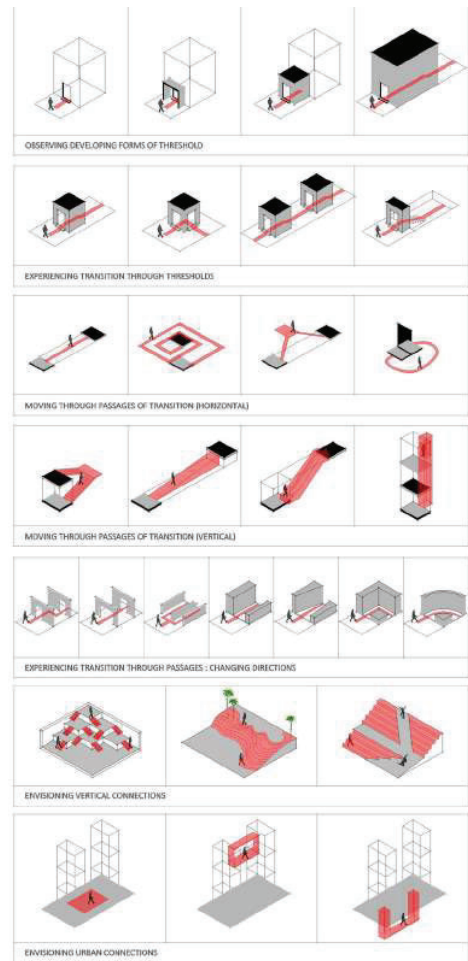 OBSERVING DEVELOPING FORMS OF THRESHOLD
EXPERIENCING TRANSITION THROUGH THRESHOLDS
MOVING THROUGH PASSAGES OF TRANSITION (HORIZONTAL)
MOVING THROUGH PASSAGES OF TRANSITION (VERTICAL)
EXPERIENCING TRANSITION THROUGH PASSAGES : CHANGING DIRECTIONS
ENVISIONING VERTICAL CONNECTIONS
ENVISIONING URBAN CONNECTIONS